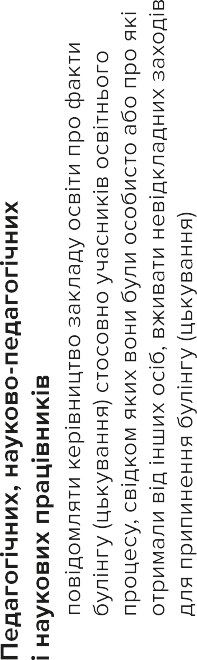 Педагогічних, науково-педагогічних
і наукових працівників
повідомляти керівництво закладу освіти про факти
булінгу (цькування) стосовно учасників освітнього
процесу, свідком яких вони були особисто або про які
отримали від інших осіб, вживати невідкладних заходів
для припинення булінгу (цькування)